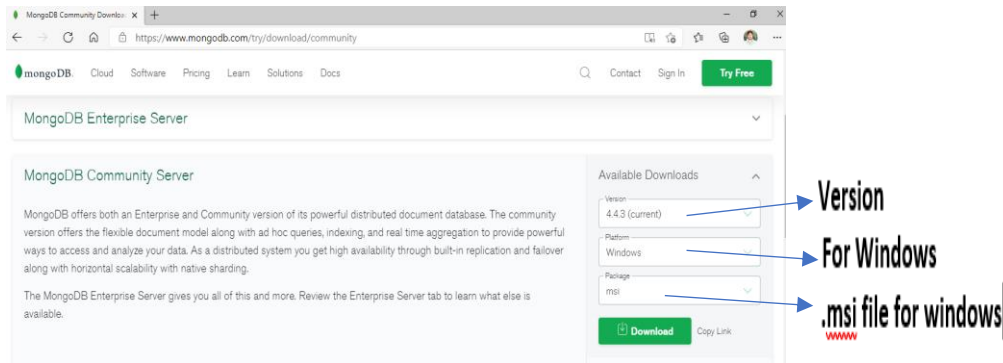 MongoDB Community Download
https://www.mongodb.com/try/download/community
mongoDB. Cloud Software Pricing Learn Solutions Docs Contact Sign In Try Free
MongoDB Enterprise Server
MongoDB Community Server
MongoDB offers both an Enterprise and Community version of its powerful distributed document database. The community
version offers the flexible document model along with ad hoc queries, indexing, and real time aggregation to provide powerful
ways to access and analyze your data. As a distributed system you get high availability through built-in replication and failover
along with horizontal scalability with native sharding.
The MongoDB Enterprise Server gives you all of this and more. Review the Enterprise Server tab to learn what else is
available.
Available Downloads
Version
4.4.3 (current)
Platform
Windows
Package
msi
Download Copy Link
Version
For Windows
.msi file for windows